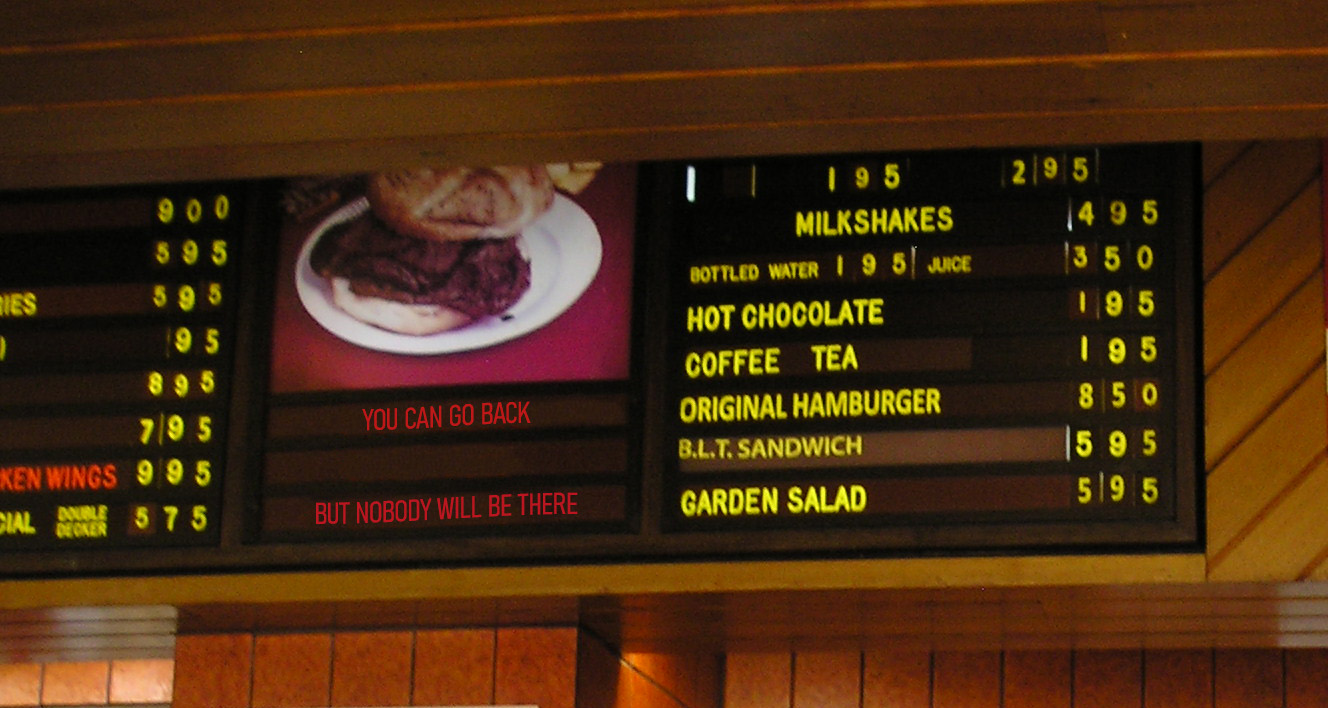 900
595
IES 595
) 95
895
795
KEN WINGS 995
CIAL DOUBLE DECKER 575
YOU CAN GO BACK
BUT NOBODY WILL BE THERE
195 295
MILKSHAKES 495
BOTTLED WATER 195 JUICE 350
HOT CHOCOLATE 195
COFFEE TEA 195
ORIGINAL HAMBURGER 850
B.L.T. SANDWICH 595
GARDEN SALAD 595